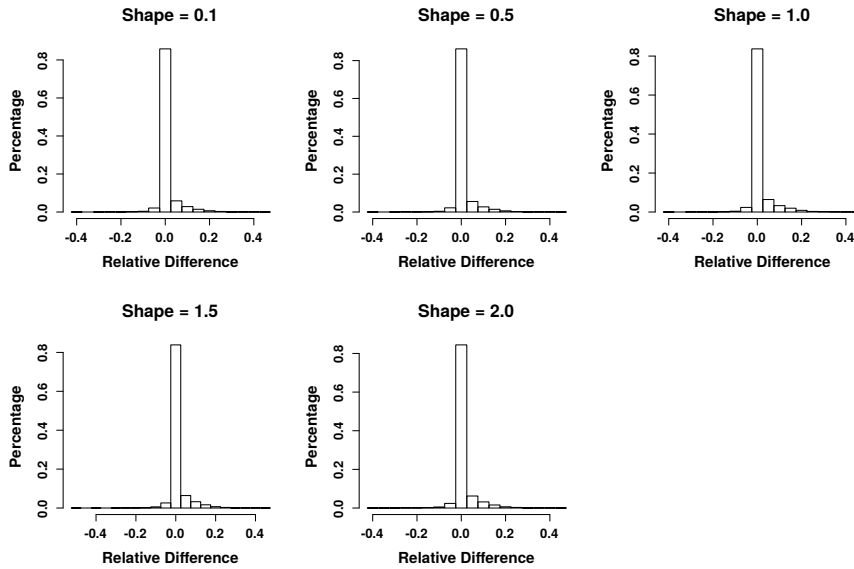 Shape = 0.1
Percentage
0.0 0.2 0.4 0.6 0.8
-0.4 -0.2 0.0 0.2 0.4
Relative Difference
Shape = 0.5
Percentage
0.0 0.2 0.4 0.6 0.8
-0.4 -0.2 0.0 0.2 0.4
Relative Difference
Shape = 1.0
Percentage
0.0 0.2 0.4 0.6 0.8
-0.4 -0.2 0.0 0.2 0.4
Relative Difference
Shape = 1.5
Percentage
0.0 0.2 0.4 0.6 0.8
-0.4 -0.2 0.0 0.2 0.4
Relative Difference
Shape = 2.0
Percentage
0.0 0.2 0.4 0.6 0.8
-0.4 -0.2 0.0 0.2 0.4
Relative Difference